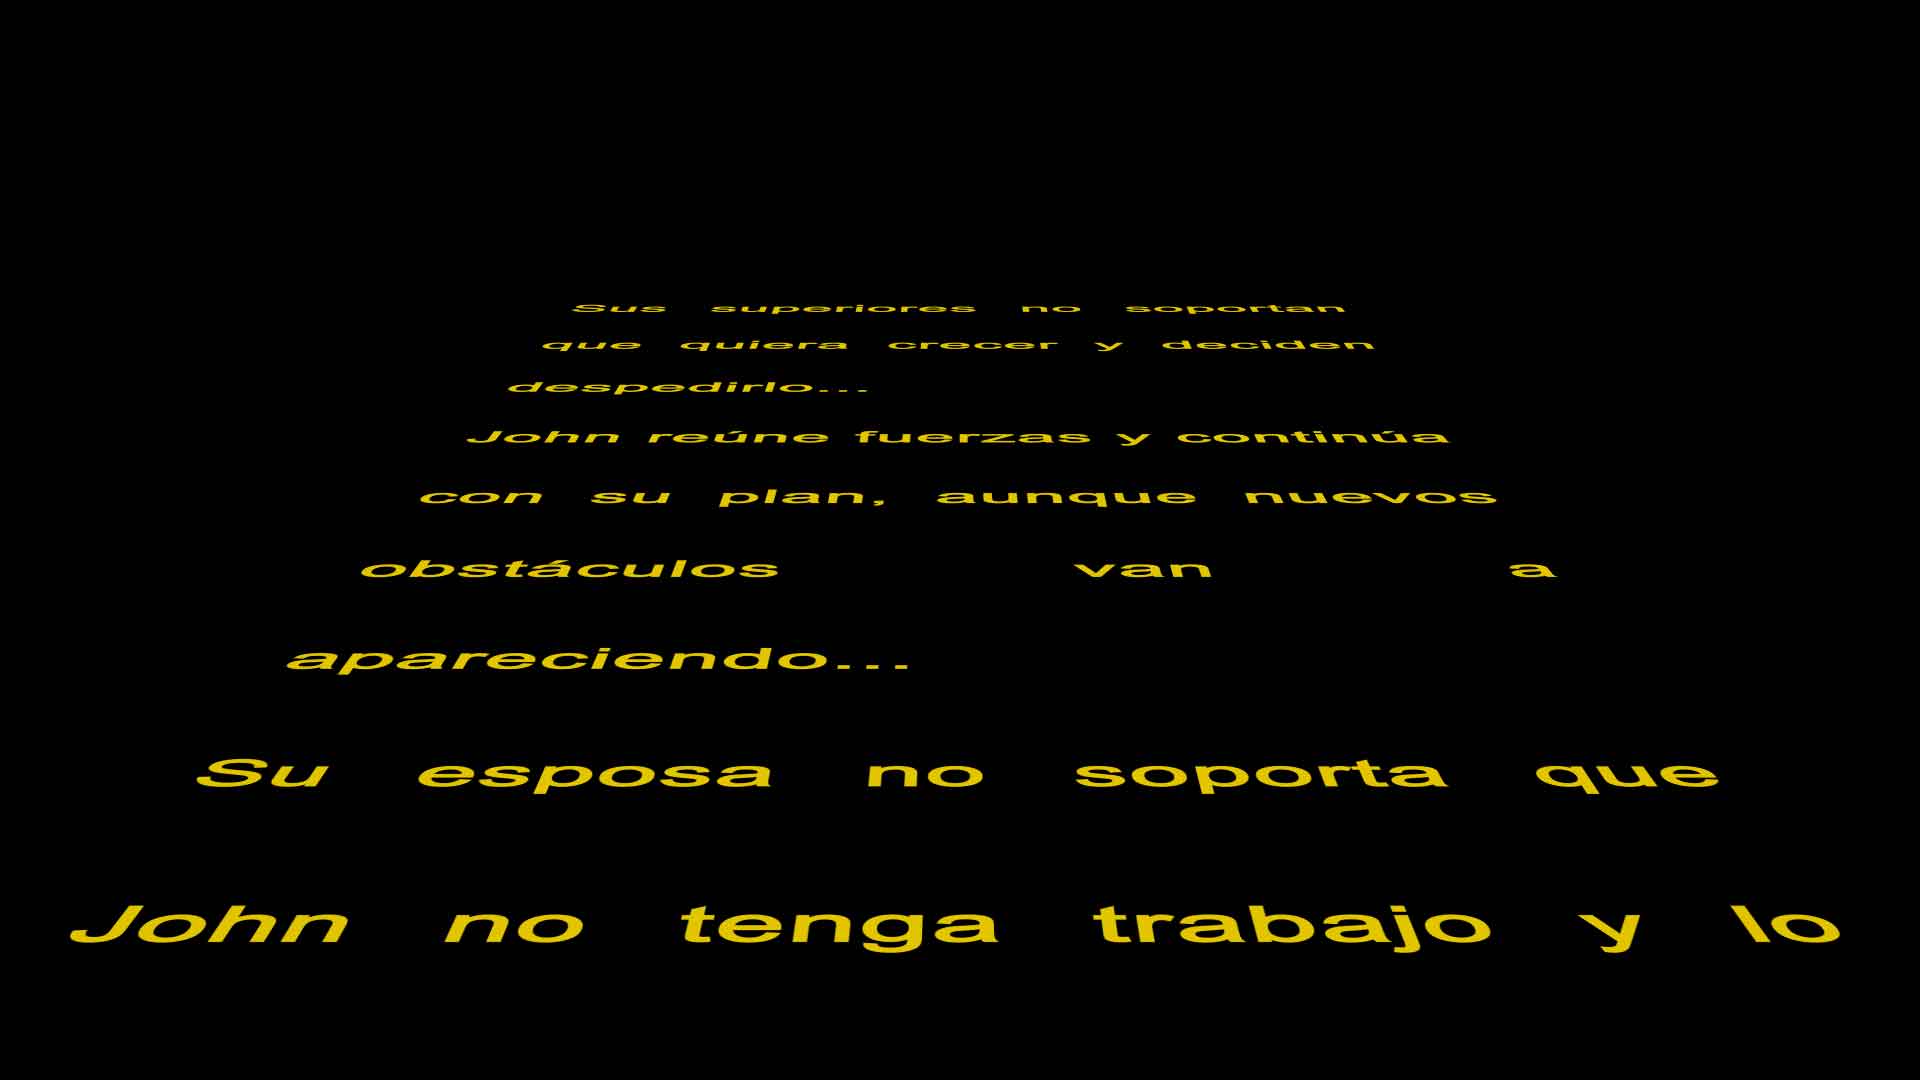 Sus superiores no soportan
que quiera crecer y deciden
despedirlo...
John reúne fuerzas y continúa
con su plan, aunque nuevos
obstáculos van a
apareciendo...
Su esposa no soporta que
John no tenga trabajo y lo